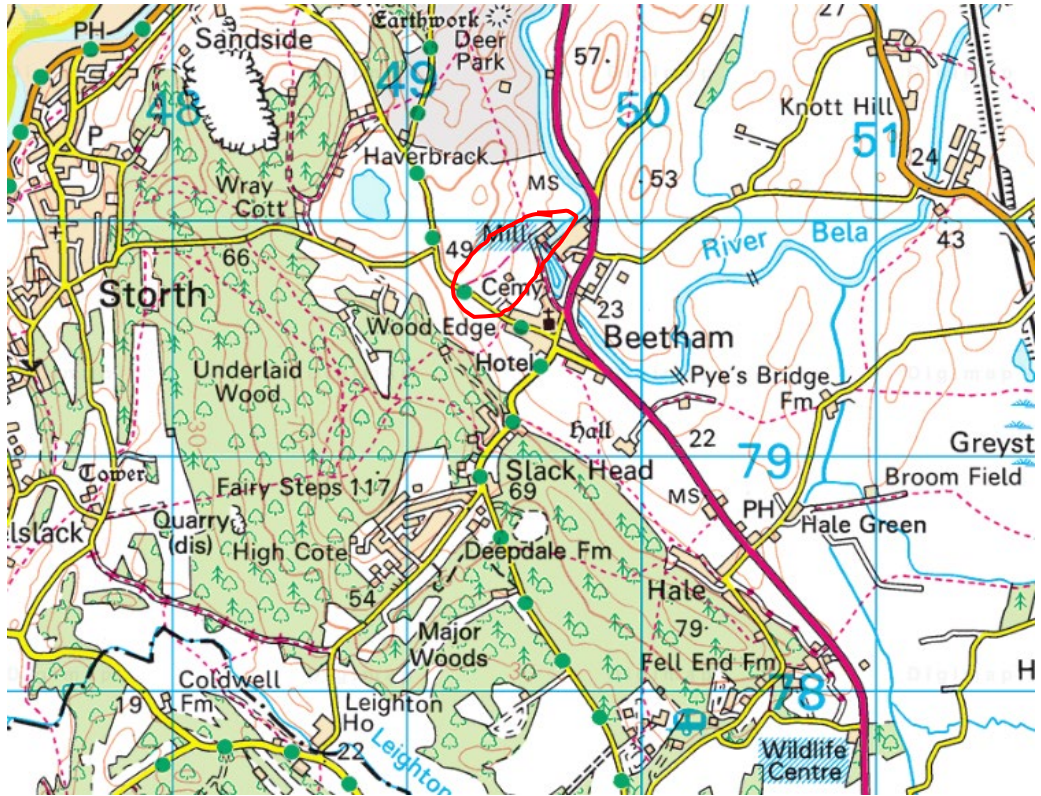 PH
Sandside
Earthwork
Deer
Park
57
27
48
49
50
Knott Hill
51
P
Haverbrack
24
MS
53
Wray
Cott
Mill
River Bela
43
49
66
Cemy
Storth
23
Wood Edge
Beetham
Hotel
Pye's Bridge
Fm
Underlaid
Wood
Hall
22
79
Greyst
Tower
Slack Head
Broom Field
Fairy Steps 117
69
MS
PH
Quarry
(dis)
elslack
High Cote
Hale Green
Deepdale Fm
Hale
54
79
Major
Woods
Fell End Fm
H
Coldwell
Fm
19
78
Leighton
Ho
22
Leighton
Wildlife
Centre